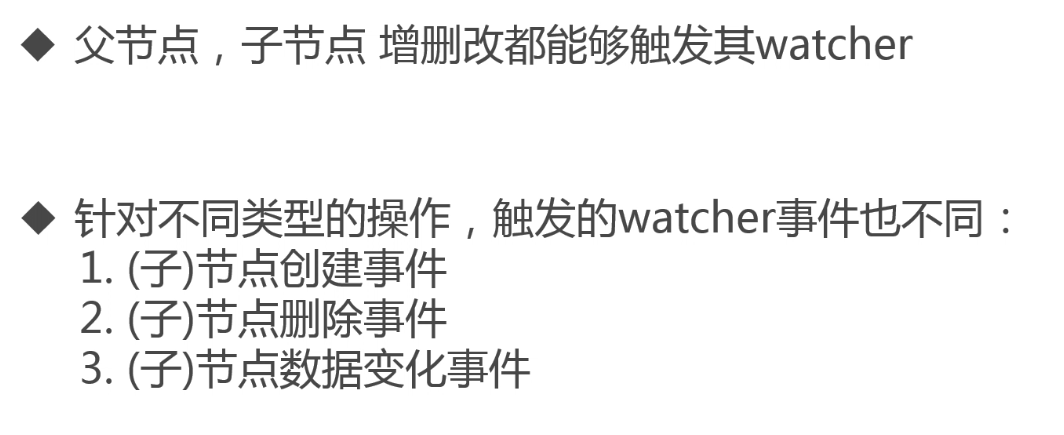 ◆ 父节点，子节点 增删改都能够触发其watcher
◆ 针对不同类型的操作，触发的watcher事件也不同：
1. (子)节点创建事件
2. (子)节点删除事件
3. (子)节点数据变化事件